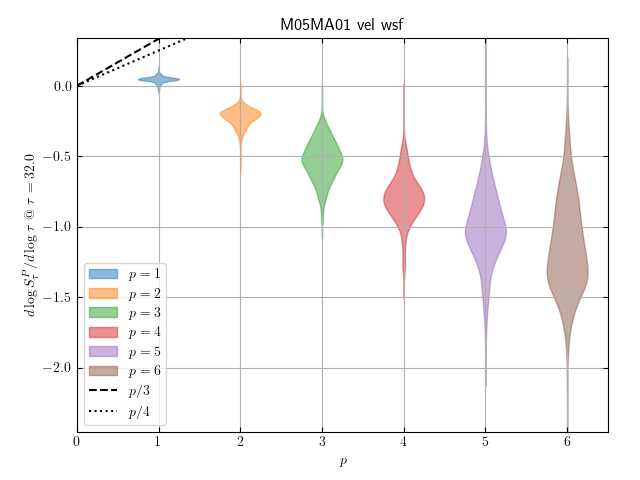 M05MA01 vel wsf
d log S_τ^P / d log τ @ τ = 32.0
0.0
−0.5
−1.0
−1.5
−2.0
p = 1
p = 2
p = 3
p = 4
p = 5
p = 6
p/3
p/4
0 1 2 3 4 5 6
p